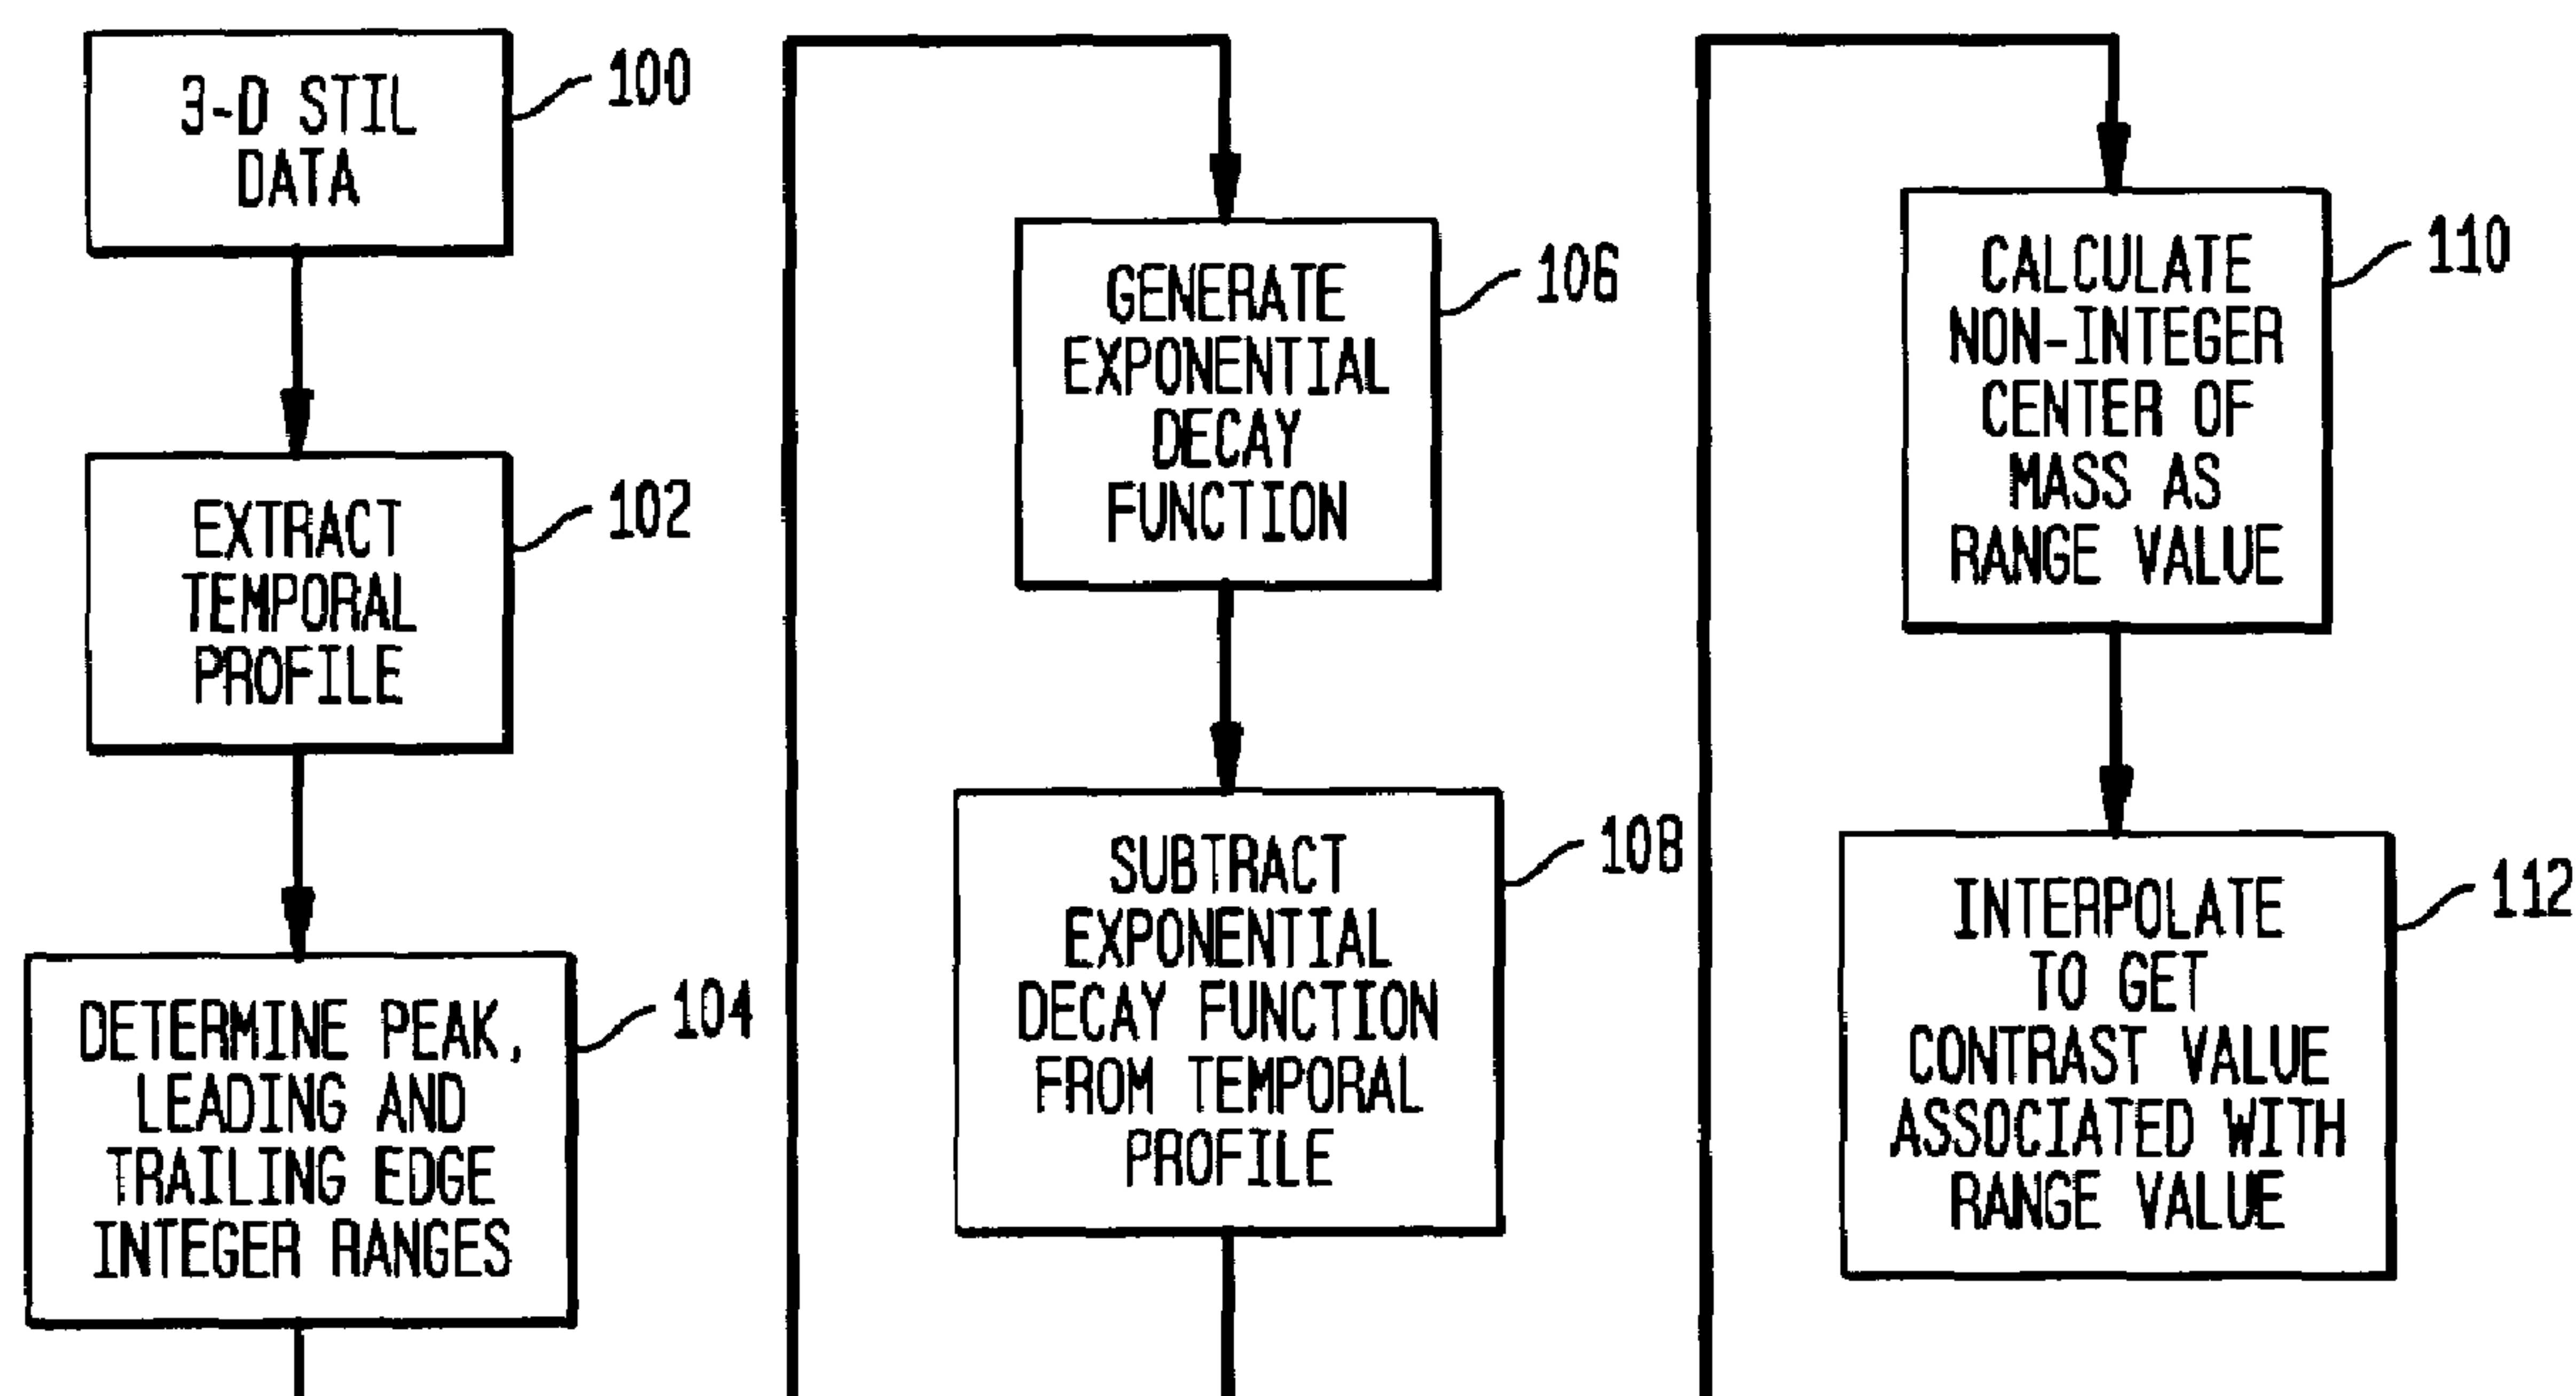 3-D STIL
DATA
100
EXTRACT
TEMPORAL
PROFILE
102
DETERMINE PEAK,
LEADING AND
TRAILING EDGE
INTEGER RANGES
104
GENERATE
EXPONENTIAL
DECAY
FUNCTION
106
SUBTRACT
EXPONENTIAL
DECAY FUNCTION
FROM TEMPORAL
PROFILE
108
CALCULATE
NON-INTEGER
CENTER OF
MASS AS
RANGE VALUE
110
INTERPOLATE
TO GET
CONTRAST VALUE
ASSOCIATED WITH
RANGE VALUE
112